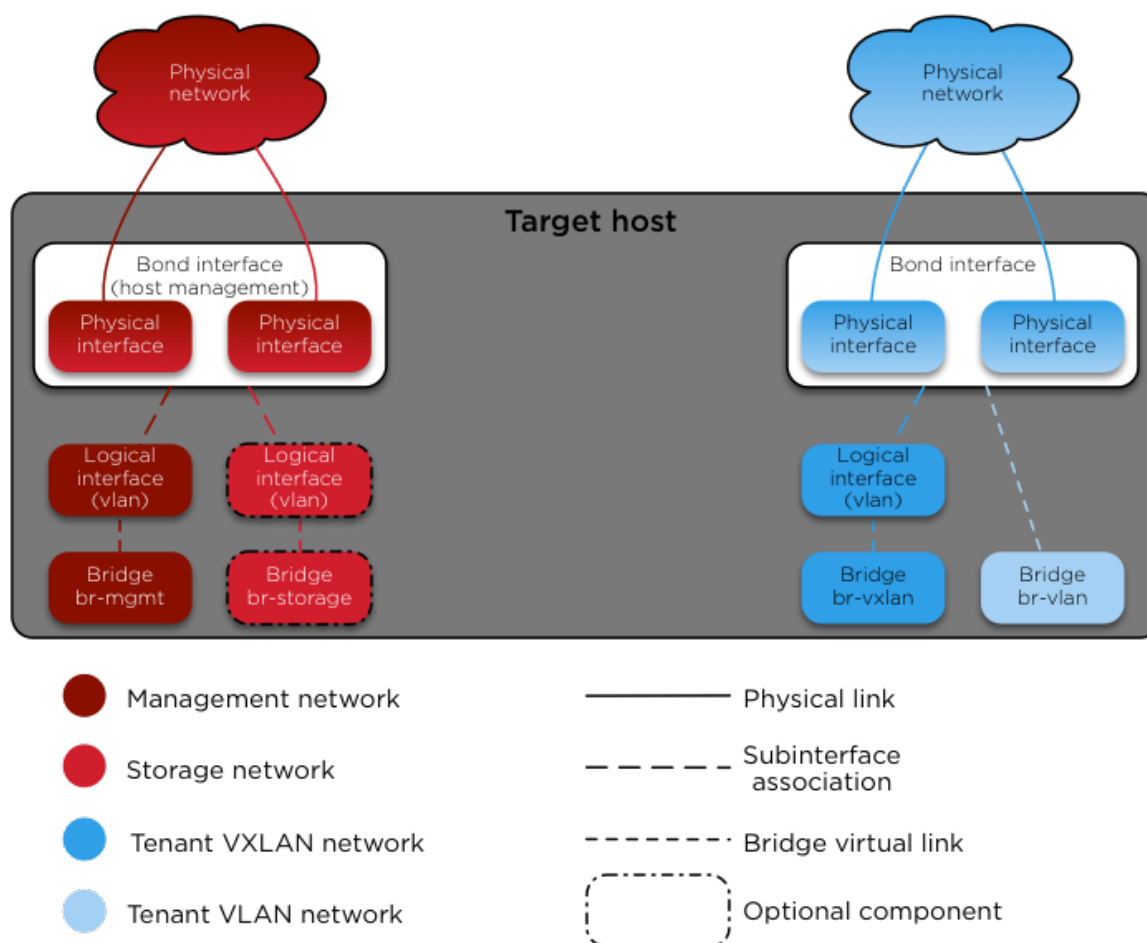 Physical
network
Physical
network
Target host
Bond interface
(host management)
Bond interface
Physical
interface
Physical
interface
Physical
interface
Physical
interface
Logical
interface
(vlan)
Logical
interface
(vlan)
Logical
interface
(vlan)
Bridge
br-mgmt
Bridge
br-storage
Bridge
br-vxlan
Bridge
br-vlan
Management network
Physical link
Storage network
Subinterface
association
Tenant VXLAN network
Bridge virtual link
Tenant VLAN network
Optional component